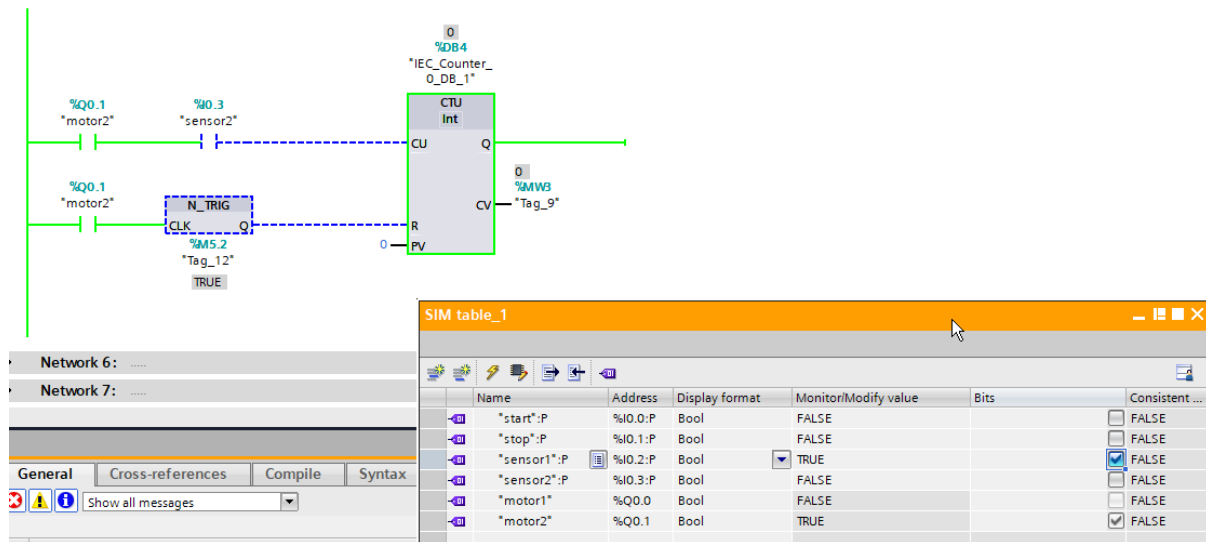 0
%DB4
"IEC_Counter_
0_DB_1"
CTU
Int
%Q0.1
"motor2"
%I0.3
"sensor2"
CU
Q
0
%MW3
CV
"Tag_9"
%Q0.1
"motor2"
N_TRIG
CLK
Q
R
%M5.2
"Tag_12"
TRUE
0
PV
SIM table_1
Network 6: .....
Network 7: .....
Name Address Display format Monitor/Modify value Bits Consistent ...
"start":P %I0.0:P Bool FALSE FALSE
"stop":P %I0.1:P Bool FALSE FALSE
"sensor1":P %I0.2:P Bool TRUE FALSE
"sensor2":P %I0.3:P Bool FALSE FALSE
"motor1" %Q0.0 Bool FALSE FALSE
"motor2" %Q0.1 Bool TRUE FALSE
General Cross-references Compile Syntax
Show all messages